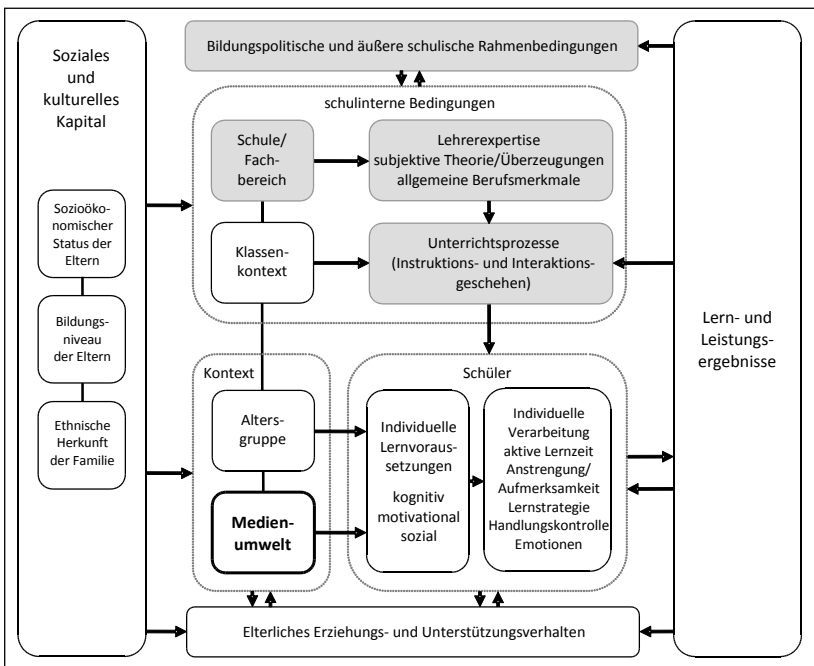 Soziales
und
kulturelles
Kapital
Sozioöko-
nomischer
Status der
Eltern
Bildungs-
niveau
der Eltern
Ethnische
Herkunft
der Familie
Bildungspolitische und äußere schulische Rahmenbedingungen
schulinterne Bedingungen
Schule/
Fach-
bereich
Lehrerexpertise
subjektive Theorie/Überzeugungen
allgemeine Berufsmerkmale
Klassen-
kontext
Unterrichtsprozesse
(Instruktions- und Interaktions-
geschehen)
Kontext
Alters-
gruppe
Medien-
umwelt
Schüler
Individuelle
Lernvoraus-
setzungen
kognitiv
motivational
sozial
Individuelle
Verarbeitung
aktive Lernzeit
Anstrengung/
Aufmerksamkeit
Lernstrategie
Handlungskontrolle
Emotionen
Elterliches Erziehungs- und Unterstützungsverhalten
Lern- und
Leistungs-
ergebnisse